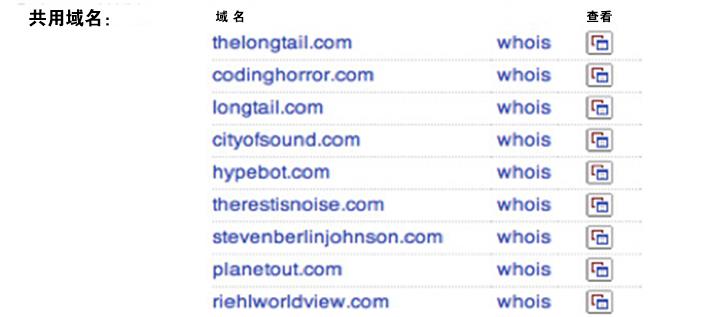 共用域名: 域 名 查看
thelongtail.com whois
codinghorror.com whois
longtail.com whois
cityofsound.com whois
hypebot.com whois
therestisnoise.com whois
stevenberlinjohnson.com whois
planetout.com whois
riehlworldview.com whois